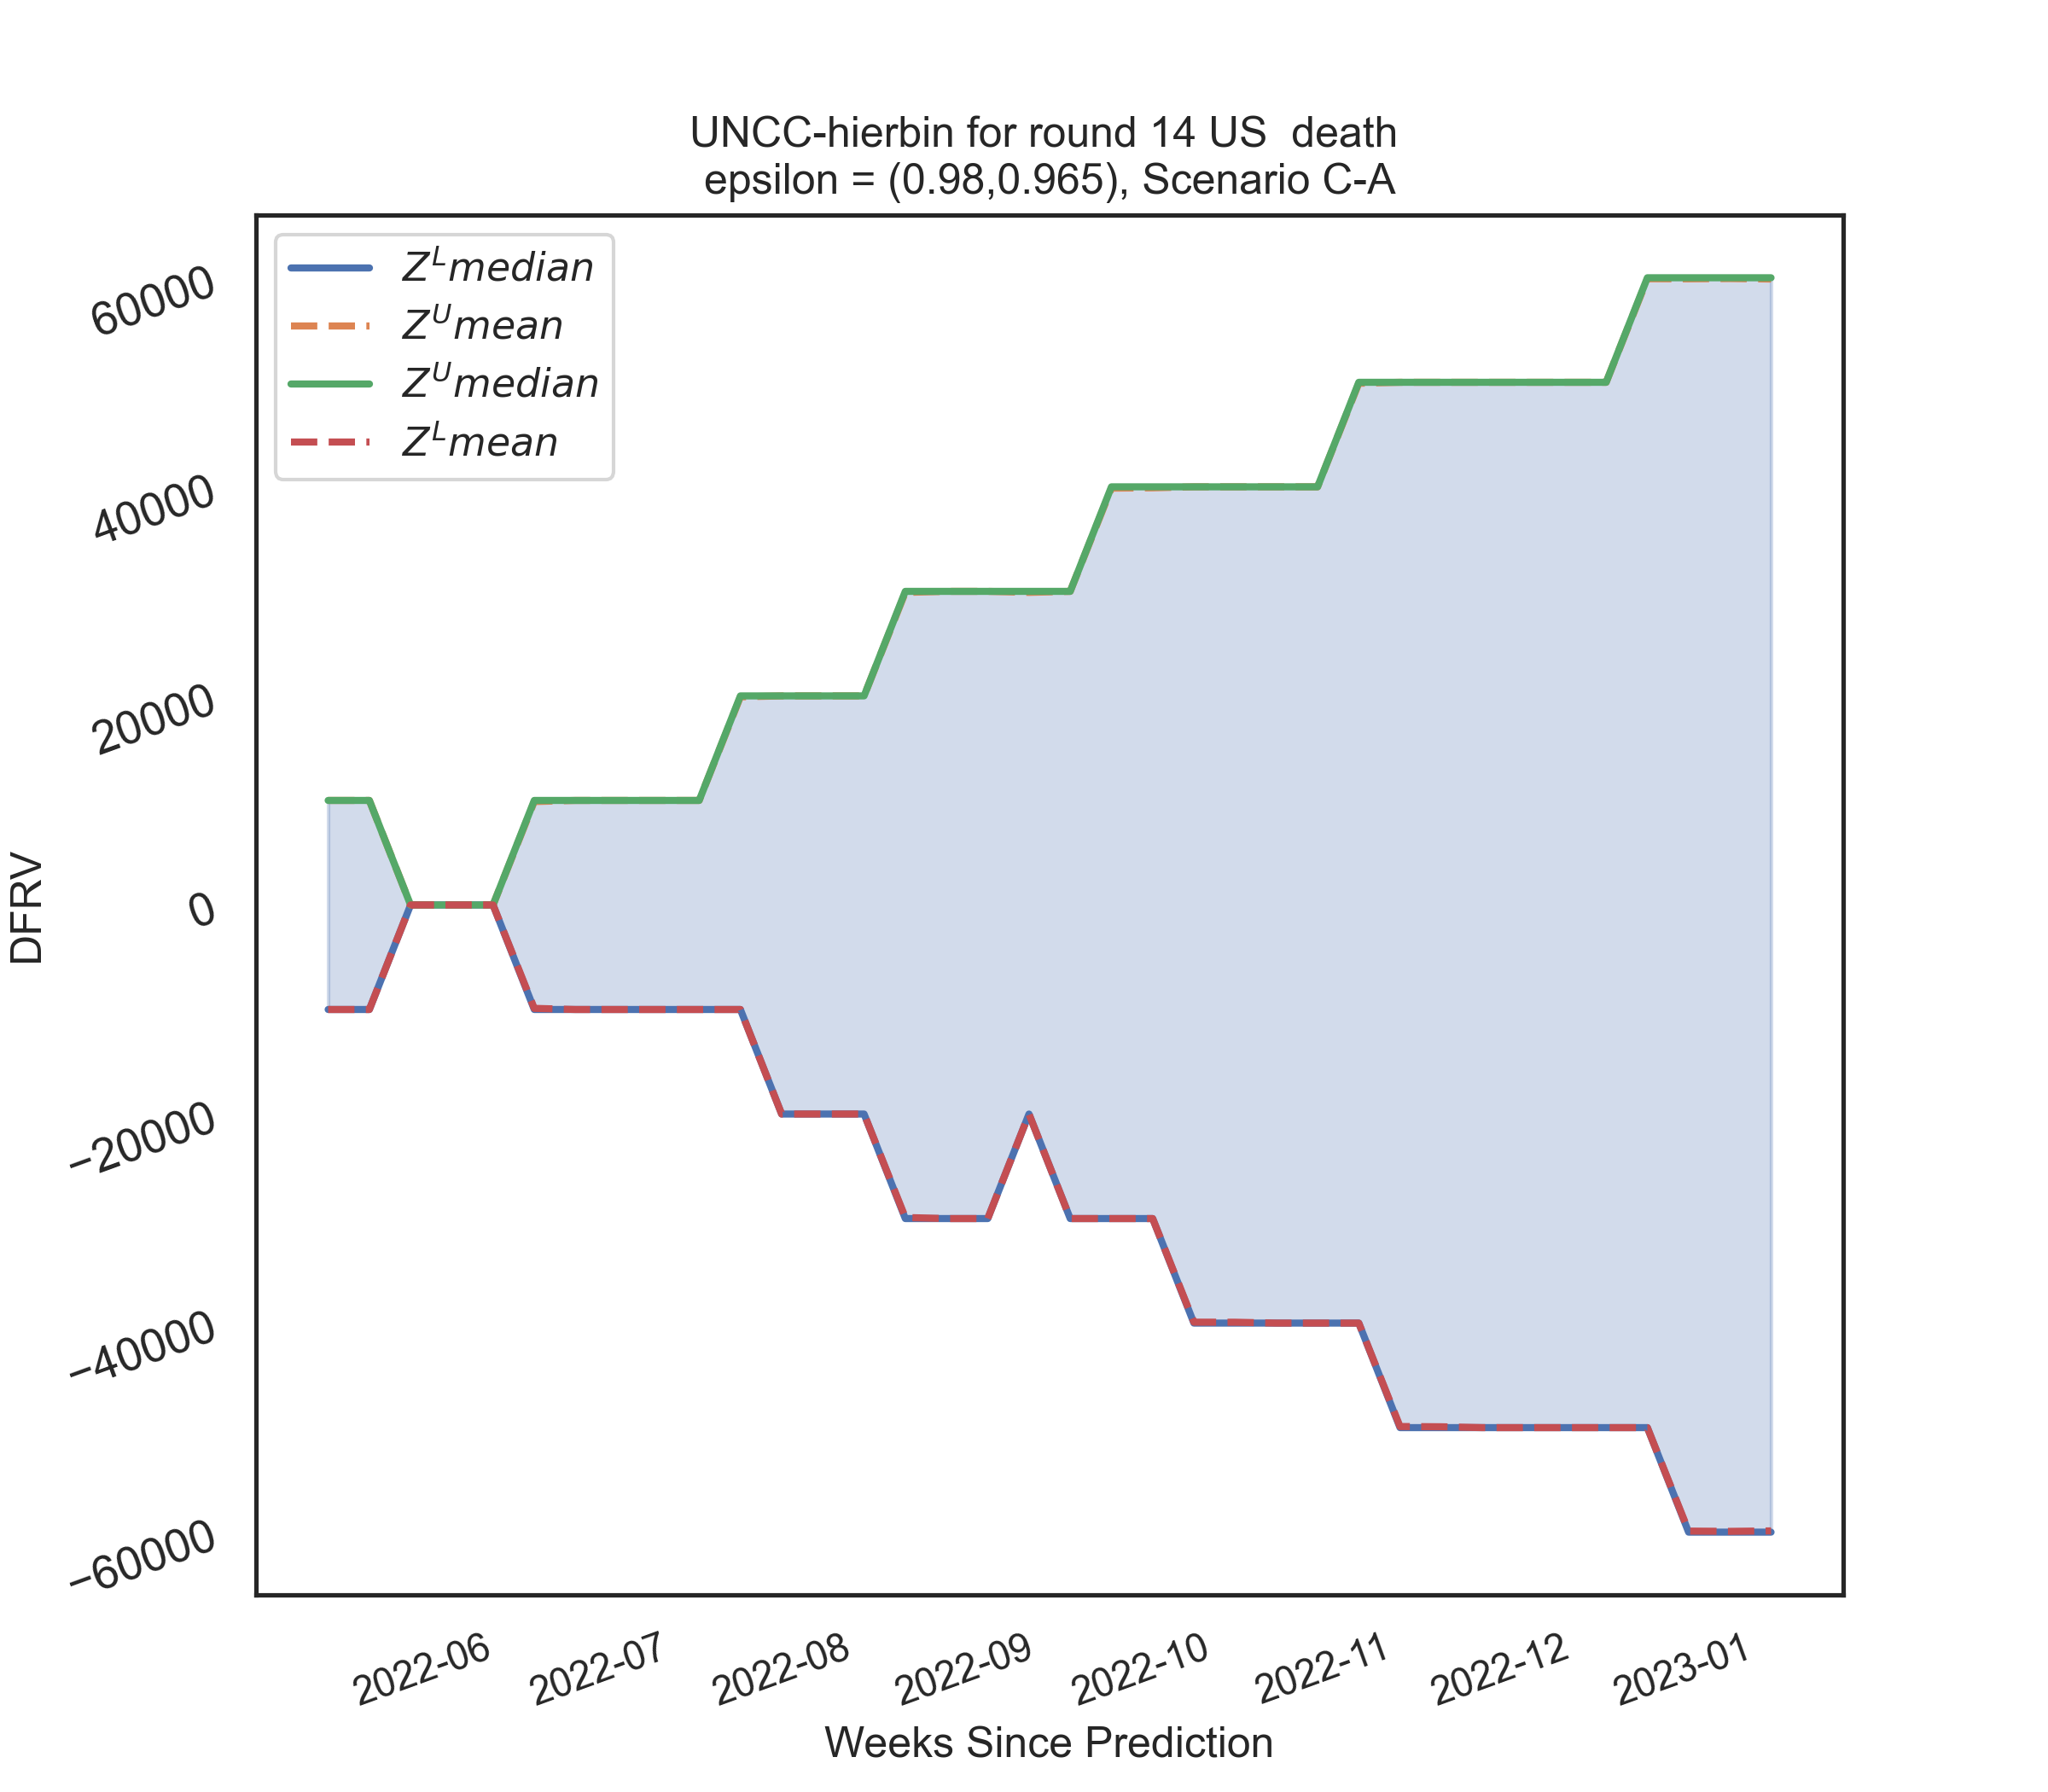 UNCC-hierbin for round 14 US  death
epsilon = (0.98,0.965), Scenario C-A
Z^L median
Z^U mean
Z^U median
Z^L mean
60000
40000
20000
0
−20000
−40000
−60000
DFRV
2022-06
2022-07
2022-08
2022-09
2022-10
2022-11
2022-12
2023-01
Weeks Since Prediction